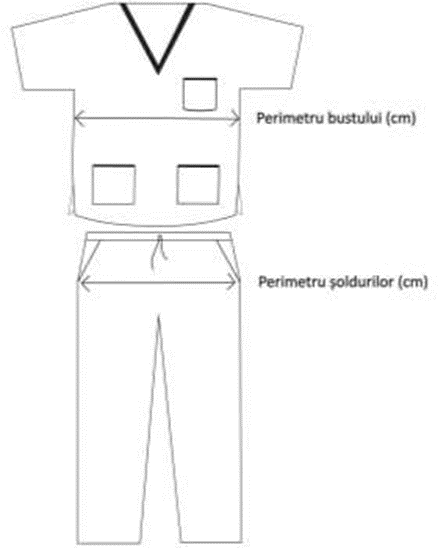 Perimetru bustului (cm)
Perimetru șoldurilor (cm)